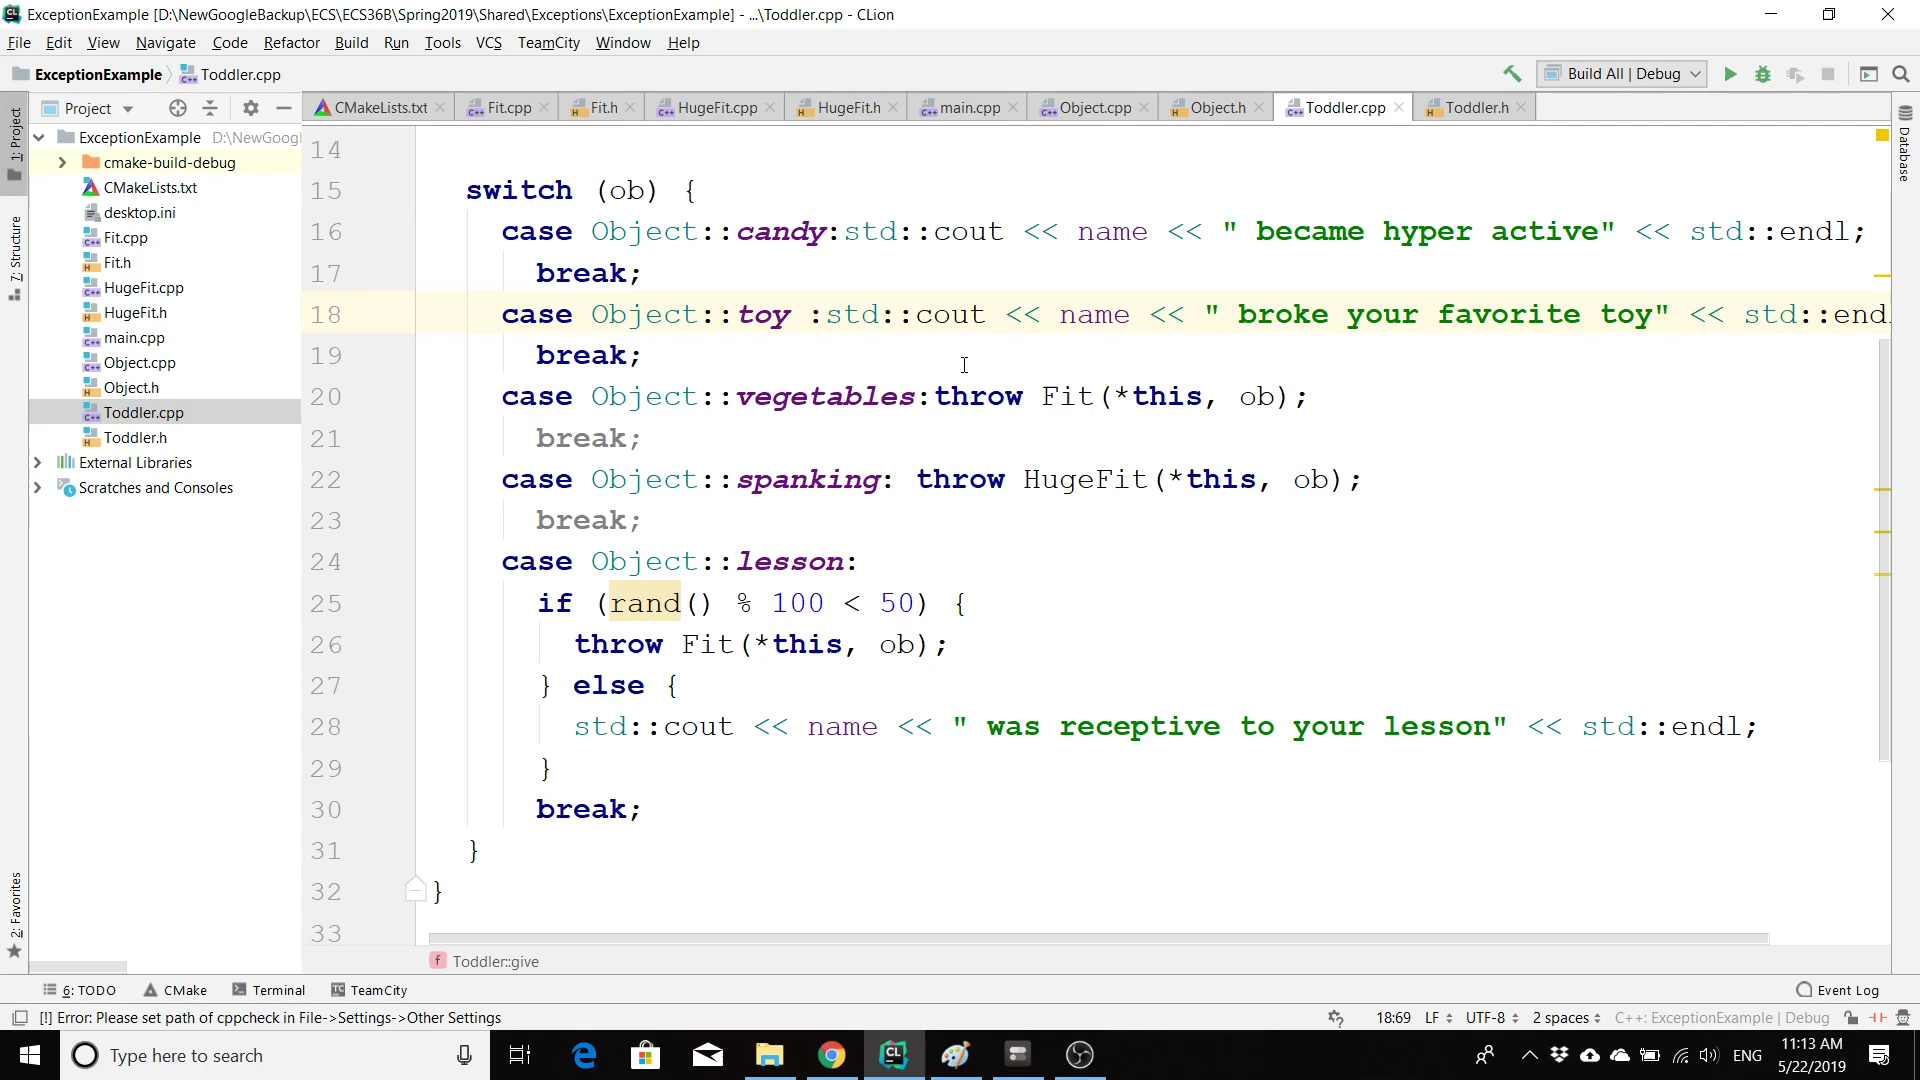 ExceptionExample [D:\NewGoogleBackup\ECS\ECS36B\Spring2019\Shared\Exceptions\ExceptionExample] - ...\Toddler.cpp - CLion
File Edit View Navigate Code Refactor Build Run Tools VCS TeamCity Window Help
ExceptionExample Toddler.cpp Build All | Debug
1: Project
7: Structure
2: Favorites
Database
Project
ExceptionExample D:\NewGoogl
cmake-build-debug
CMakeLists.txt
desktop.ini
Fit.cpp
Fit.h
HugeFit.cpp
HugeFit.h
main.cpp
Object.cpp
Object.h
Toddler.cpp
Toddler.h
External Libraries
Scratches and Consoles
CMakeLists.txt Fit.cpp Fit.h HugeFit.cpp HugeFit.h main.cpp Object.cpp Object.h Toddler.cpp Toddler.h
14
15 switch (ob) {
16 case Object::candy:std::cout << name << " became hyper active" << std::endl;
17 break;
18 case Object::toy :std::cout << name << " broke your favorite toy" << std::endl
19 break;
20 case Object::vegetables:throw Fit(*this, ob);
21 break;
22 case Object::spanking: throw HugeFit(*this, ob);
23 break;
24 case Object::lesson:
25 if (rand() % 100 < 50) {
26 throw Fit(*this, ob);
27 } else {
28 std::cout << name << " was receptive to your lesson" << std::endl;
29 }
30 break;
31 }
32 }
33
f Toddler::give
6: TODO CMake Terminal TeamCity Event Log
[!] Error: Please set path of cppcheck in File->Settings->Other Settings 18:69 LF UTF-8 2 spaces C++: ExceptionExample | Debug
Type here to search ENG 11:13 AM
5/22/2019